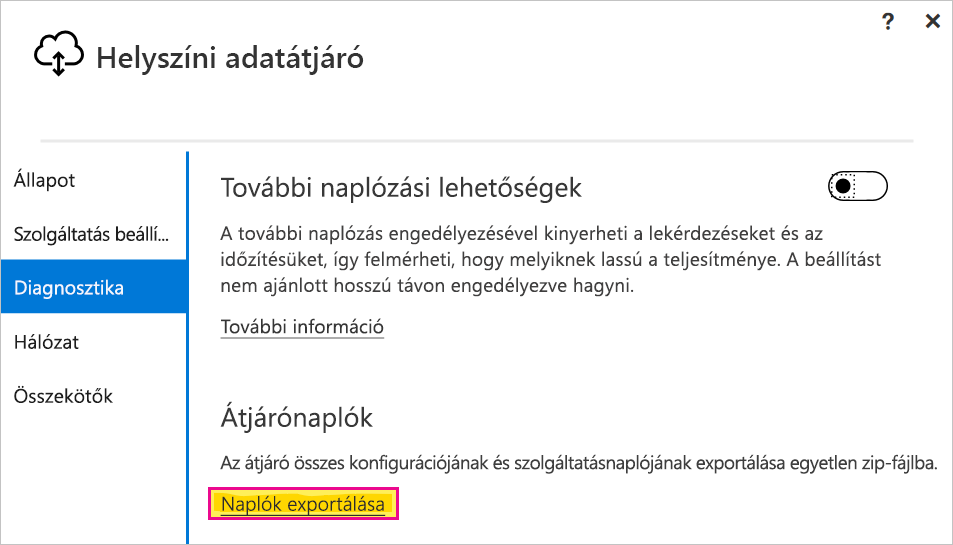 ?
Helyszíni adatátjáró
Állapot
Szolgáltatás beállí...
Diagnosztika
Hálózat
Összekötők
További naplózási lehetőségek
A további naplózás engedélyezésével kinyerheti a lekérdezéseket és az
időzítésüket, így felmérheti, hogy melyiknek lassú a teljesítménye. A beállítást
nem ajánlott hosszú távon engedélyezve hagyni.
További információ
Átjárónaplók
Az átjáró összes konfigurációjának és szolgáltatásnaplójának exportálása egyetlen zip-fájlba.
Naplók exportálása